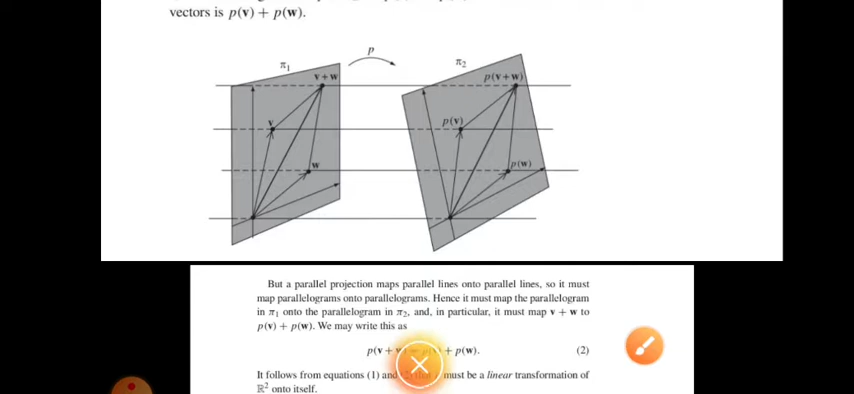 vectors is p(v) + p(w).
p
π1
π2
v + w
p(v+w)
v
p(v)
w
p(w)
But a parallel projection maps parallel lines onto parallel lines, so it must
map parallelograms onto parallelograms. Hence it must map the parallelogram
in π1 onto the parallelogram in π2, and, in particular, it must map v + w to
p(v) + p(w). We may write this as
p(v + + p(w). (2)
It follows from equations (1) and must be a linear transformation of
ℝ² onto itself.